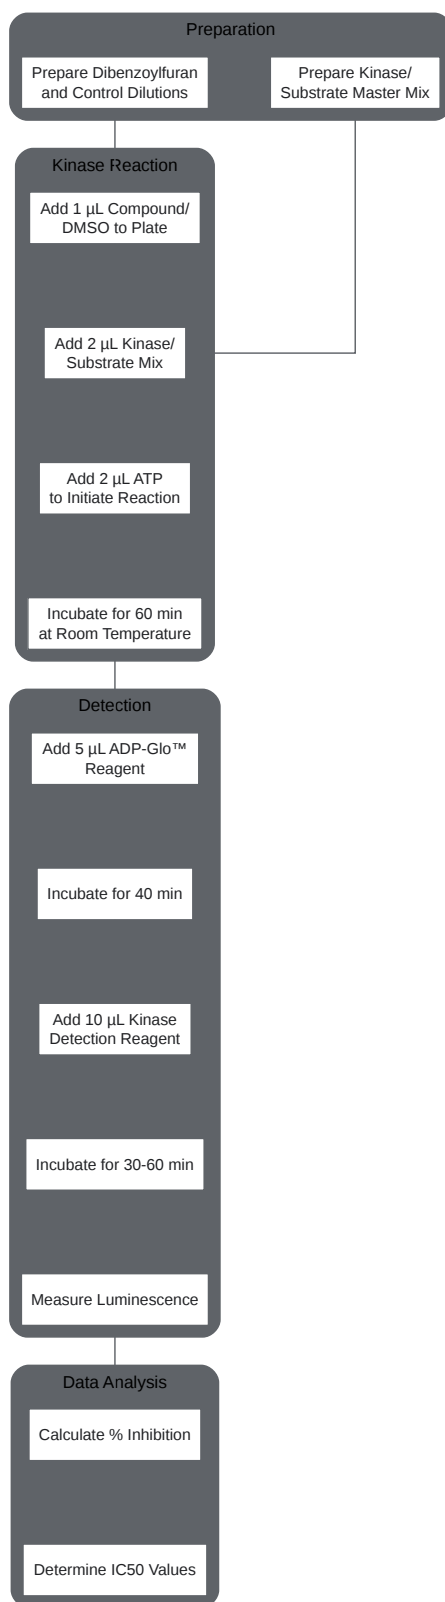 Preparation
Prepare Dibenzoylfuran
and Control Dilutions
Prepare Kinase/
Substrate Master Mix
Kinase Reaction
Add 1 µL Compound/
DMSO to Plate
Add 2 µL Kinase/
Substrate Mix
Add 2 µL ATP
to Initiate Reaction
Incubate for 60 min
at Room Temperature
Detection
Add 5 µL ADP-Glo™
Reagent
Incubate for 40 min
Add 10 µL Kinase
Detection Reagent
Incubate for 30-60 min
Measure Luminescence
Data Analysis
Calculate % Inhibition
Determine IC50 Values